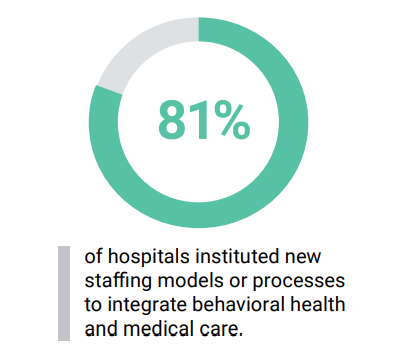 81%
of hospitals instituted new
staffing models or processes
to integrate behavioral health
and medical care.